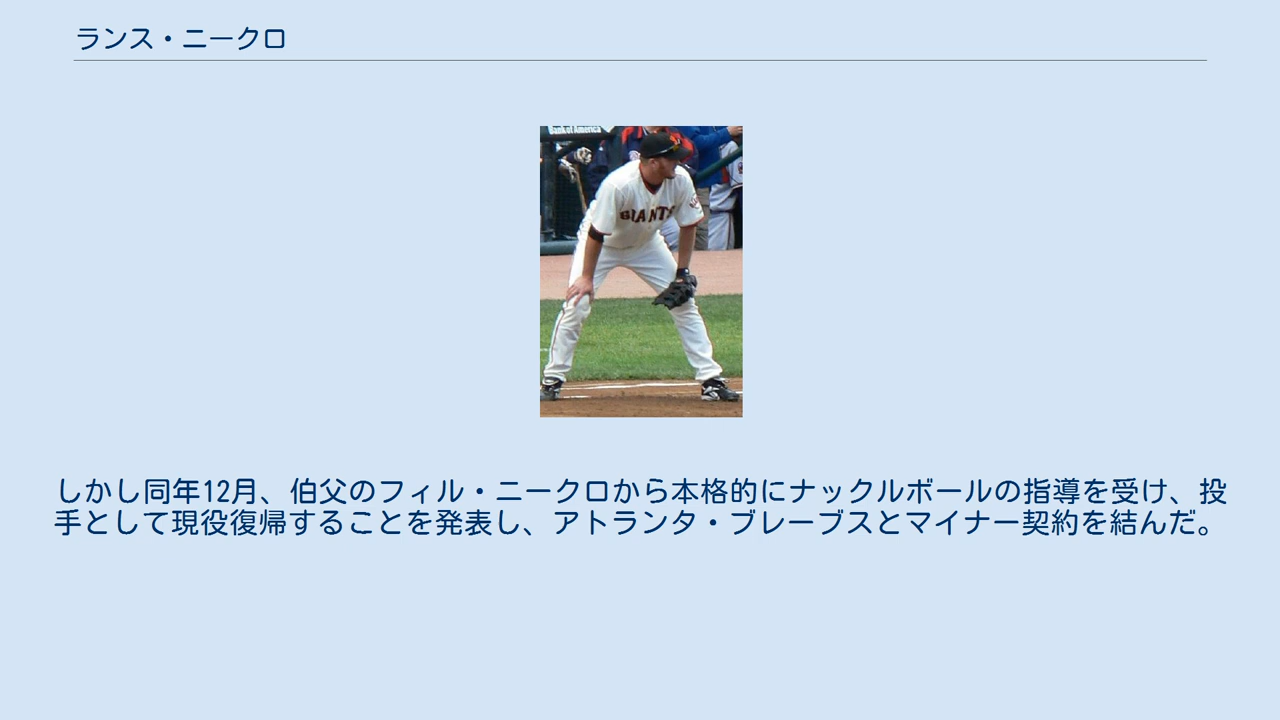 ランス・ニークロ
Bank of America
GIANTS
しかし同年12月、伯父のフィル・ニークロから本格的にナックルボールの指導を受け、投
手として現役復帰することを発表し、アトランタ・ブレーブスとマイナー契約を結んだ。